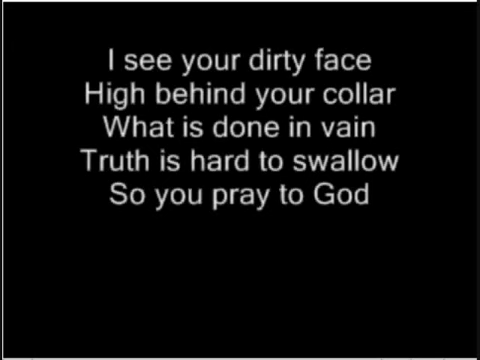 I see your dirty face
High behind your collar
What is done in vain
Truth is hard to swallow
So you pray to God